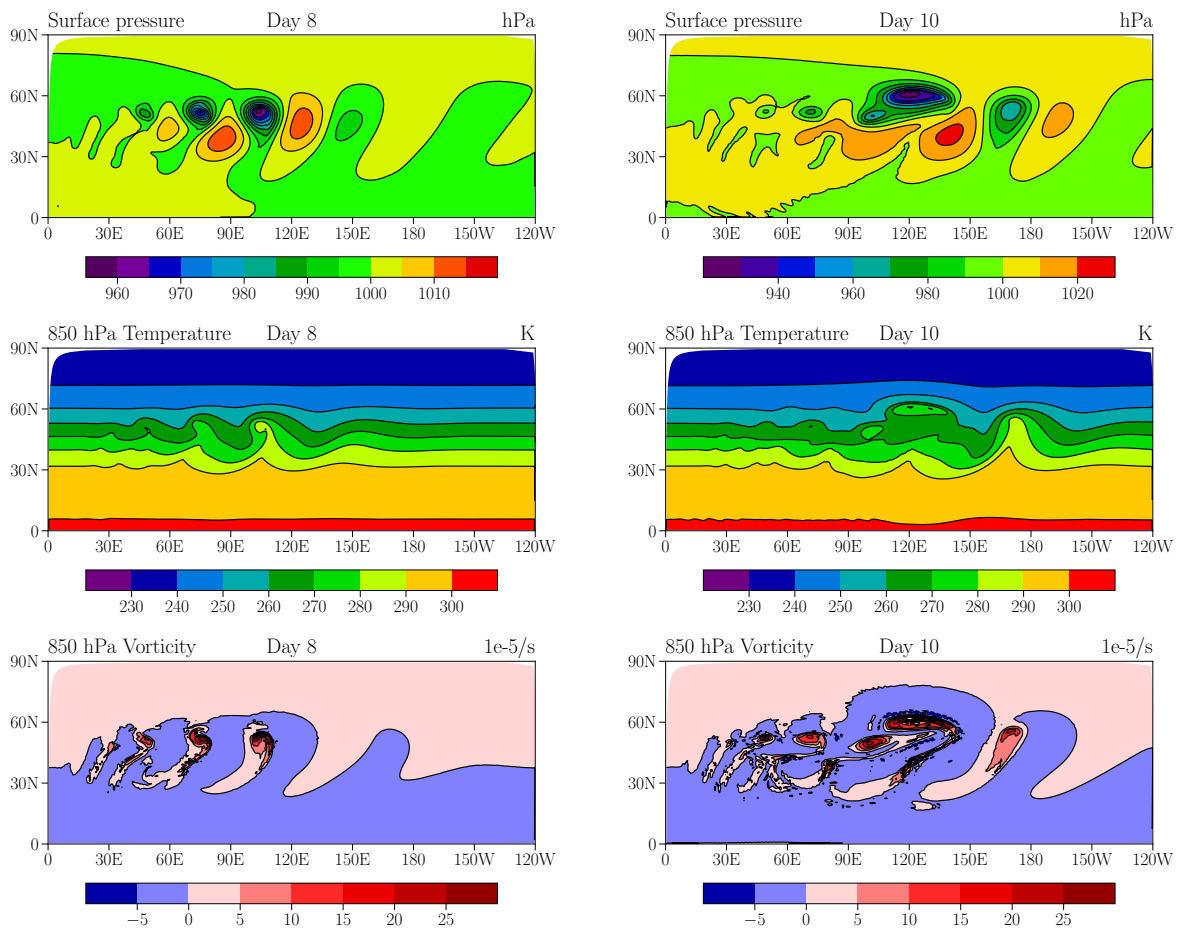 Surface pressure Day 8 hPa
90N
60N
30N
0
0 30E 60E 90E 120E 150E 180 150W 120W
960 970 980 990 1000 1010
Surface pressure Day 10 hPa
90N
60N
30N
0
0 30E 60E 90E 120E 150E 180 150W 120W
940 960 980 1000 1020
850 hPa Temperature Day 8 K
90N
60N
30N
0
0 30E 60E 90E 120E 150E 180 150W 120W
230 240 250 260 270 280 290 300
850 hPa Temperature Day 10 K
90N
60N
30N
0
0 30E 60E 90E 120E 150E 180 150W 120W
230 240 250 260 270 280 290 300
850 hPa Vorticity Day 8 1e-5/s
90N
60N
30N
0
0 30E 60E 90E 120E 150E 180 150W 120W
−5 0 5 10 15 20 25
850 hPa Vorticity Day 10 1e-5/s
90N
60N
30N
0
0 30E 60E 90E 120E 150E 180 150W 120W
−5 0 5 10 15 20 25